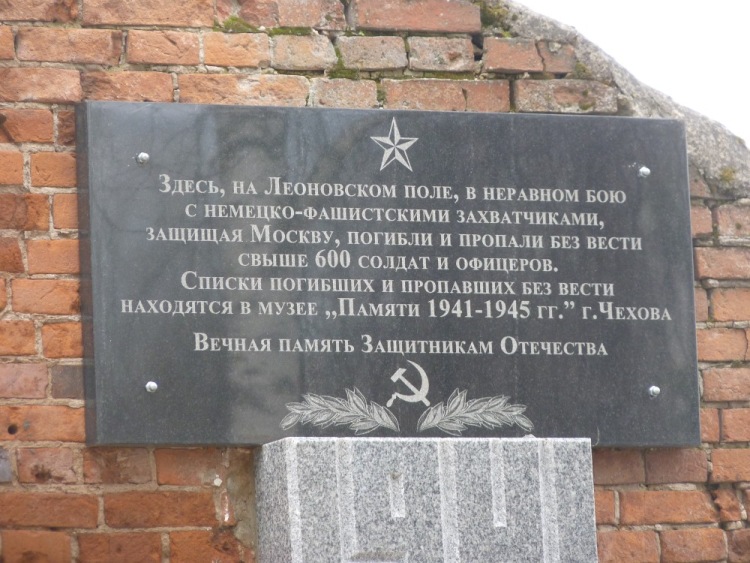 Здесь, на Леоновском поле, в неравном бою
с немецко-фашистскими захватчиками,
защищая Москву, погибли и пропали без вести
свыше 600 солдат и офицеров.
Списки погибших и пропавших без вести
находятся в музее „Памяти 1941-1945 гг.” г.Чехова
Вечная память Защитникам Отечества